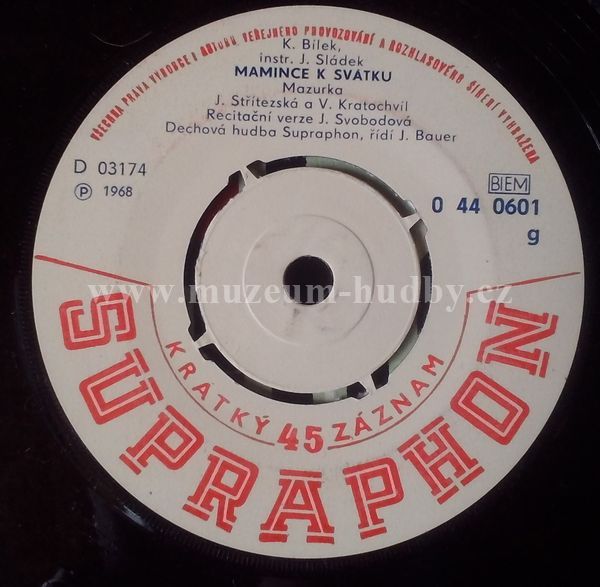 VŠECHNA PRÁVA VÝROBCE I AUTORŮ, VEŘEJNÉHO PROVOZOVÁNÍ A ROZHLASOVÉHO ŠÍŘENÍ VYHRAŽENA
K. Bílek,
instr. J. Sládek
MAMINCE K SVÁTKU
Mazurka
J. Střítezská a V. Kratochvíl
Recitační verze J. Svobodová
Dechová hudba Supraphon, řídí J. Bauer
D 03174
Ⓟ 1968
BIEM
0 44 0601
g
www.muzeum-hudby.cz
KRÁTKÝ 45 ZÁZNAM
SUPRAPHON